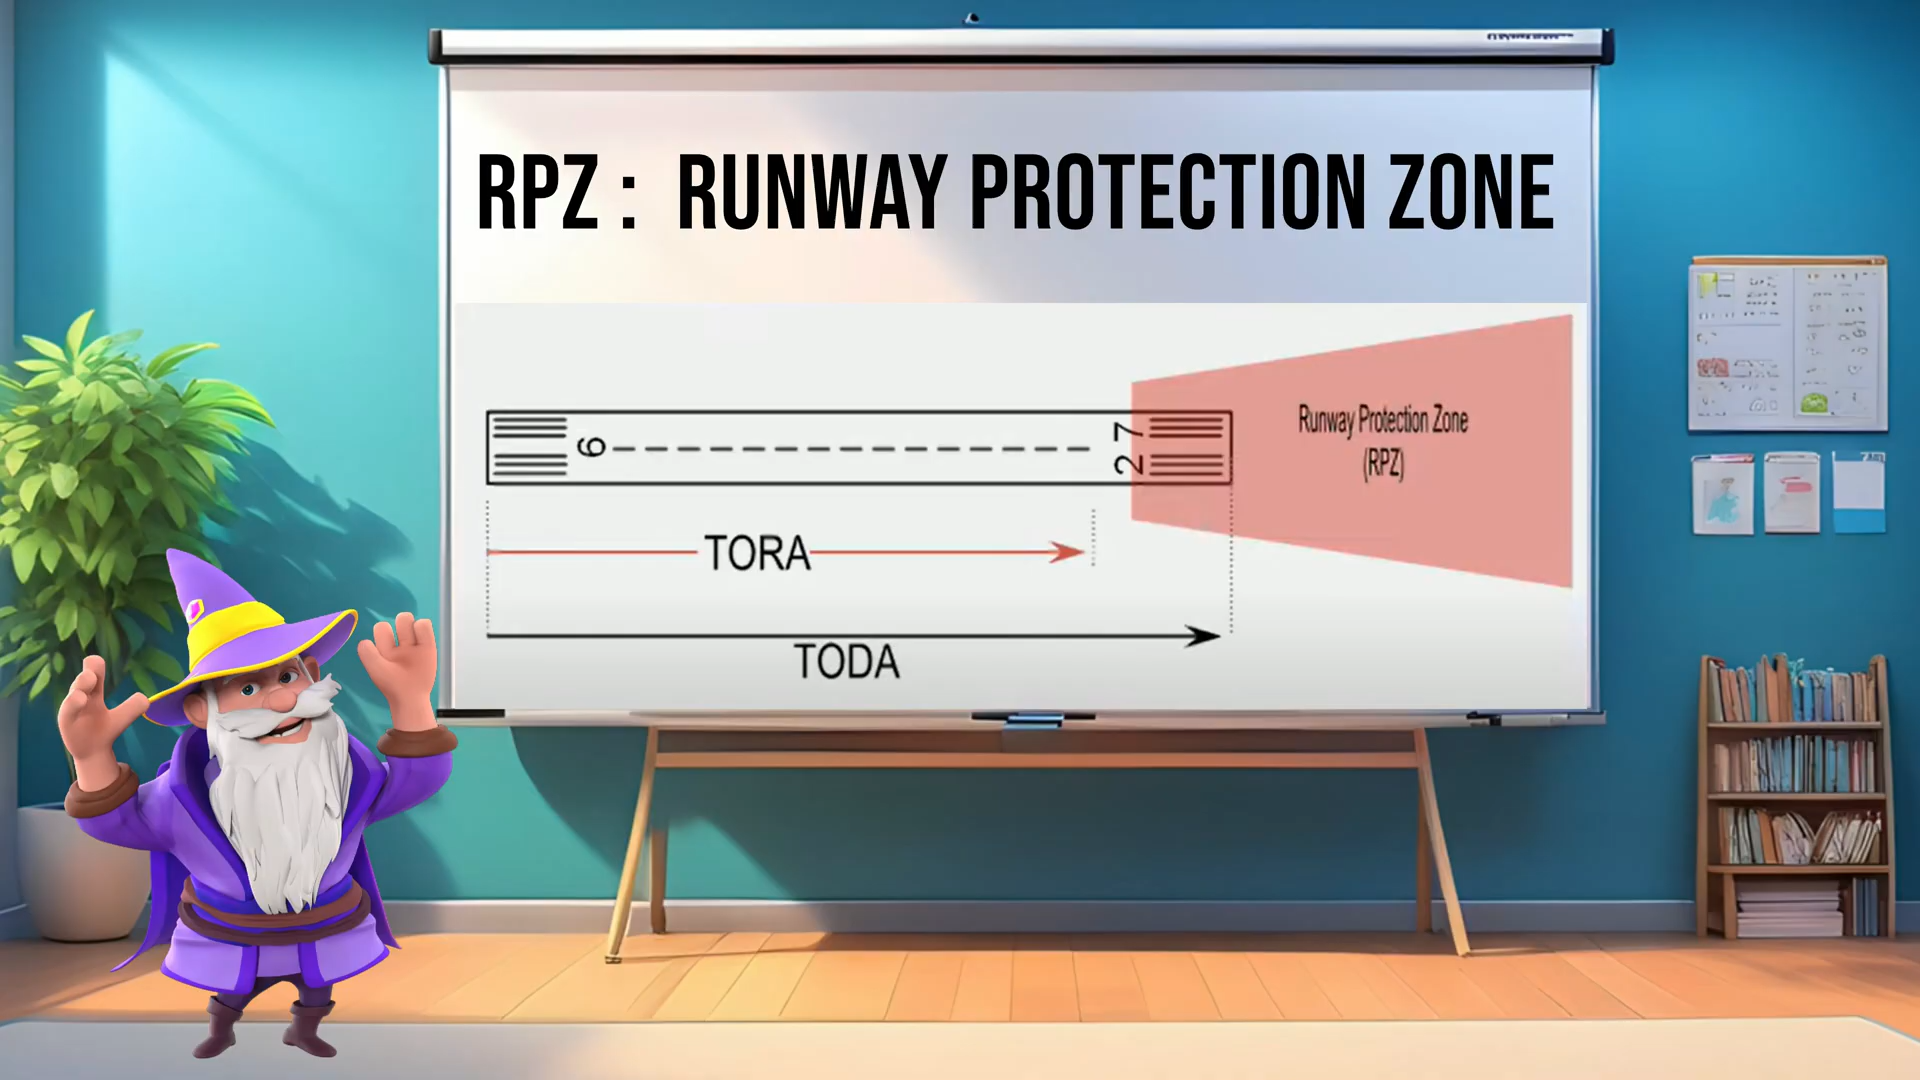 RPZ : RUNWAY PROTECTION ZONE
Runway Protection Zone
(RPZ)
9
27
TORA
TODA